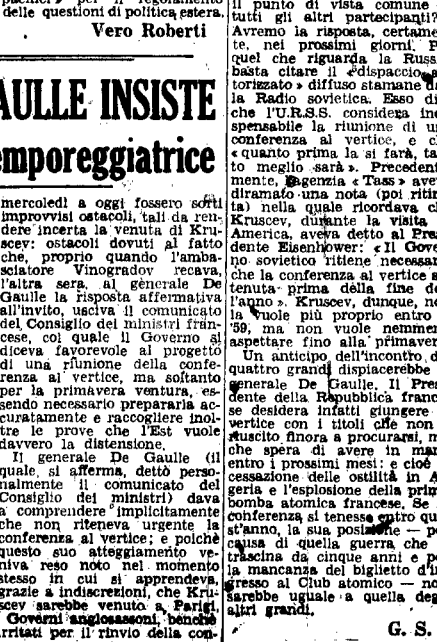 delle questioni di politica estera.
Vero Roberti
AULLE INSISTE
emporeggiatrice
mercoledì a oggi fossero sorti
improvvisi ostacoli, tali da ren-
dere incerta la venuta di Kru-
scev: ostacoli dovuti al fatto
che, proprio quando l'amba-
sciatore Vinogradov recava,
l'altra sera, al generale De
Gaulle la risposta affermativa
all'invito, usciva il comunicato
del Consiglio dei ministri fran-
cese, col quale il Governo si
diceva favorevole al progetto
di una riunione della confe-
renza al vertice, ma soltanto
per la primavera ventura, es-
sendo necessario prepararla ac-
curatamente e raccogliere inol-
tre le prove che l'Est vuole
davvero la distensione.
Il generale De Gaulle (il
quale, si afferma, dettò perso-
nalmente il comunicato del
Consiglio dei ministri) dava
a comprendere implicitamente
che non riteneva urgente la
conferenza al vertice; e poichè
questo suo atteggiamento ve-
niva reso noto nel momento
stesso in cui si apprendeva,
grazie a indiscrezioni, che Kru-
scev sarebbe venuto a Parigi,
Governi anglosassoni, benchè
rritati per il rinvio della con-
il punto di vista comune
tutti gli altri partecipanti?
Avremo la risposta, certame
te, nei prossimi giorni. P
quel che riguarda la Russ
basta citare il « dispaccio a
torizzato » diffuso stamane da
la Radio sovietica. Esso di
che l'U.R.S.S. considera in
spensabile la riunione di u
conferenza al vertice, e c
« quanto prima la si farà, ta
to meglio sarà ». Precedent
mente, l'agenzia « Tass » ave
diramato una nota (poi ritir
ta) nella quale ricordava c
Kruscev, durante la visita
America, aveva detto al Pres
dente Eisenhower: « Il Gove
no sovietico ritiene necessar
che la conferenza al vertice s
tenuta prima della fine de
l'anno ». Kruscev, dunque, no
la vuole più proprio entro
'59, ma non vuole nemmen
aspettare fino alla primaver
Un anticipo dell'incontro d
quattro grandi dispiacerebbe
generale De Gaulle. Il Pres
dente della Repubblica franc
se desidera infatti giungere
vertice con i titoli che non
riuscito finora a procurarsi, m
che spera di avere in man
entro i prossimi mesi: e cioè
cessazione delle ostilità in A
geria e l'esplosione della prim
bomba atomica francese. Se
conferenza si tenesse entro qu
st'anno, la sua posizione — p
causa di quella guerra che
trascina da cinque anni e p
la mancanza del biglietto d'i
gresso al Club atomico — no
sarebbe uguale a quella deg
altri grandi.
G. S.